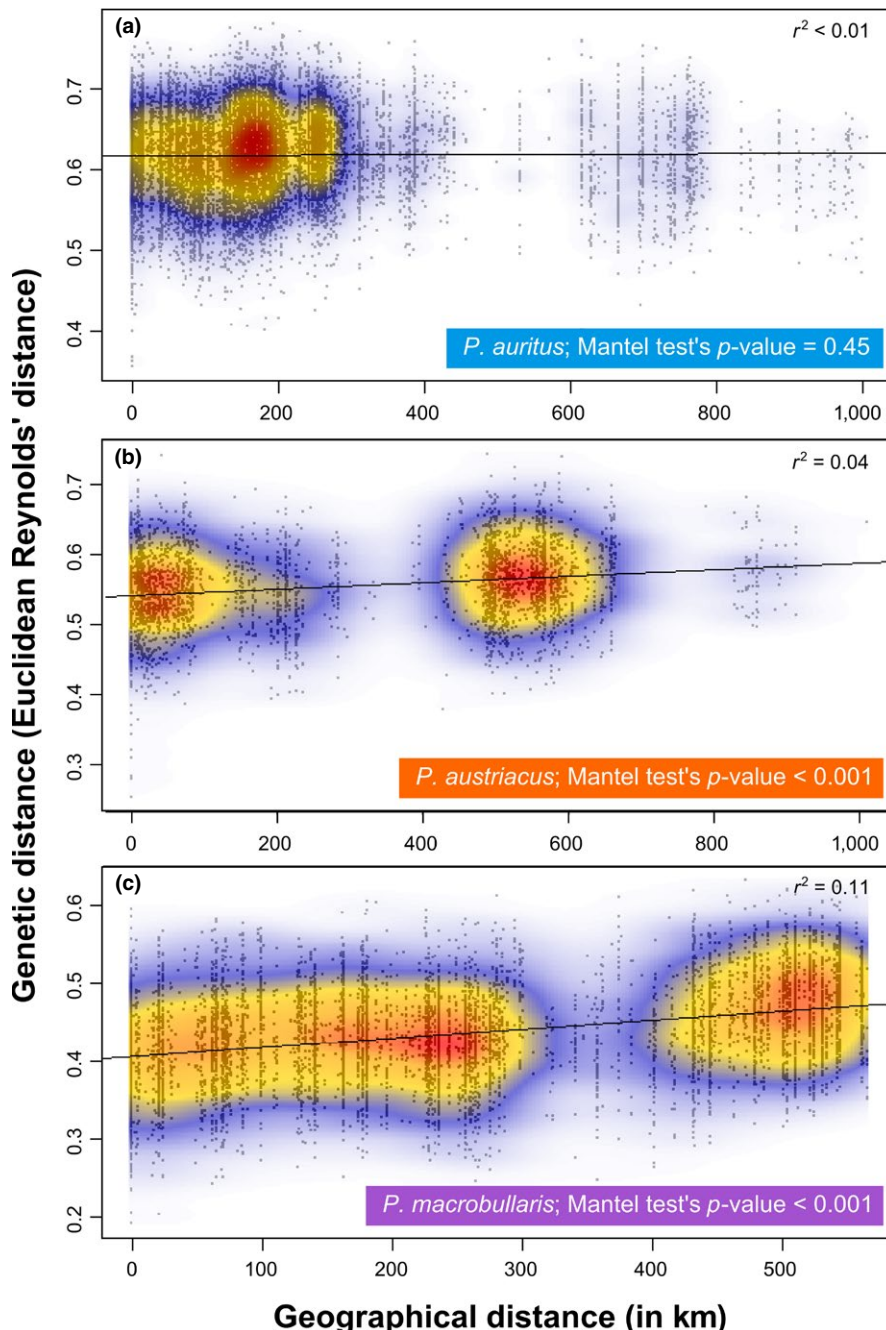 Genetic distance (Euclidean Reynolds' distance)
(a)
r² < 0.01
0.7
0.6
0.5
0.4
P. auritus; Mantel test's p-value = 0.45
0 200 400 600 800 1,000
(b)
r² = 0.04
0.7
0.6
0.5
0.4
0.3
P. austriacus; Mantel test's p-value < 0.001
0 200 400 600 800 1,000
(c)
r² = 0.11
0.6
0.5
0.4
0.3
0.2
P. macrobullaris; Mantel test's p-value < 0.001
0 100 200 300 400 500
Geographical distance (in km)